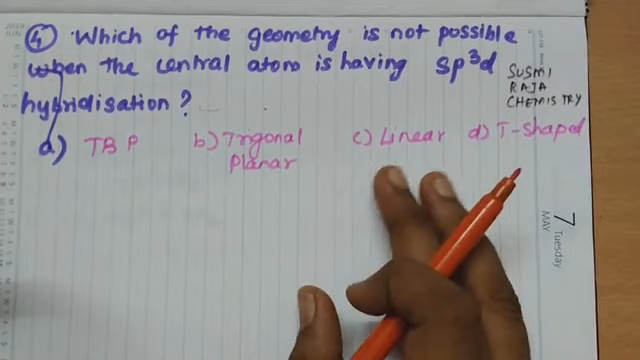 4) Which of the geometry is not possible
when the central atom is having sp³d
hybridisation ?
SUSMI
RAJA
CHEMISTRY
a) TBP b) Trigonal Planar c) Linear d) T-shaped
7
Tuesday
MAY